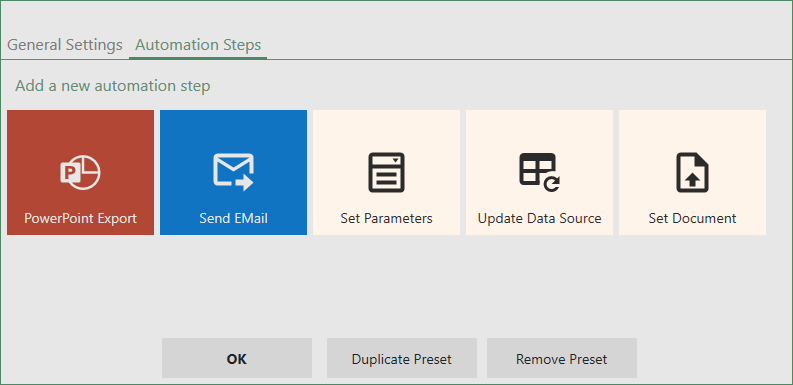 General Settings Automation Steps
Add a new automation step
P
PowerPoint Export Send EMail Set Parameters Update Data Source Set Document
OK Duplicate Preset Remove Preset